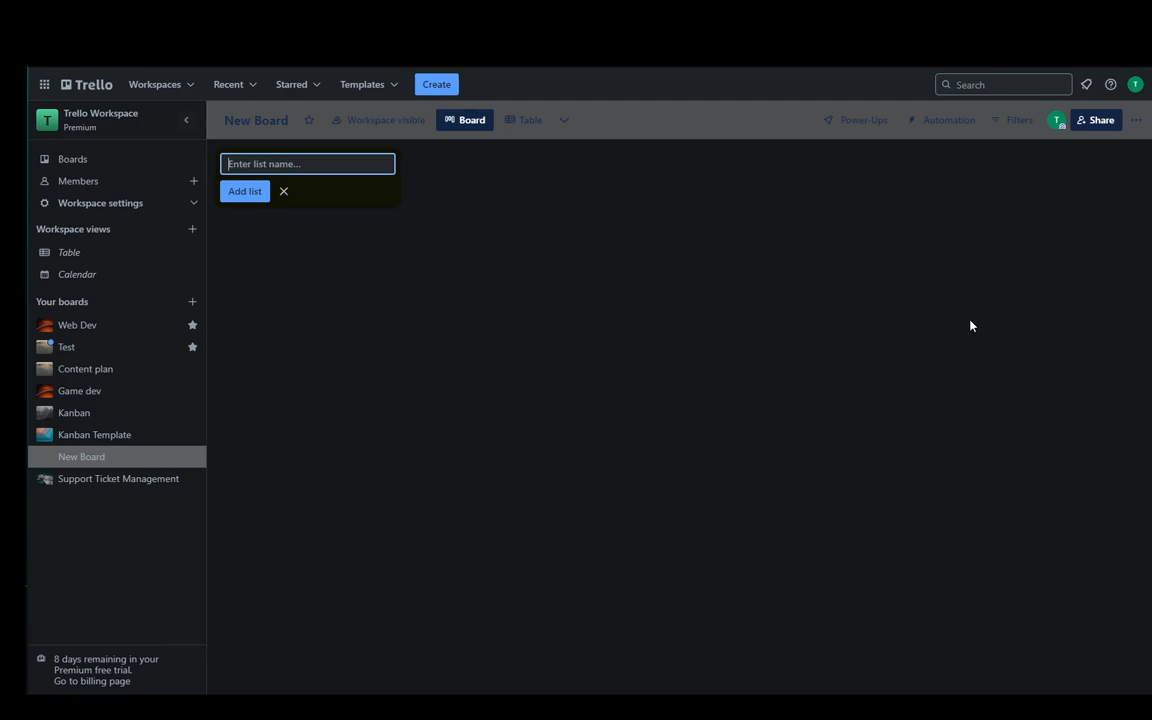 Trello
Workspaces
Recent
Starred
Templates
Create
Search
T
T
Trello Workspace
Premium
New Board
Workspace visible
Board
Table
Power-Ups
Automation
Filters
T
Share
Boards
Members
Workspace settings
Workspace views
Table
Calendar
Your boards
Web Dev
Test
Content plan
Game dev
Kanban
Kanban Template
New Board
Support Ticket Management
Enter list name...
Add list
8 days remaining in your
Premium free trial.
Go to billing page